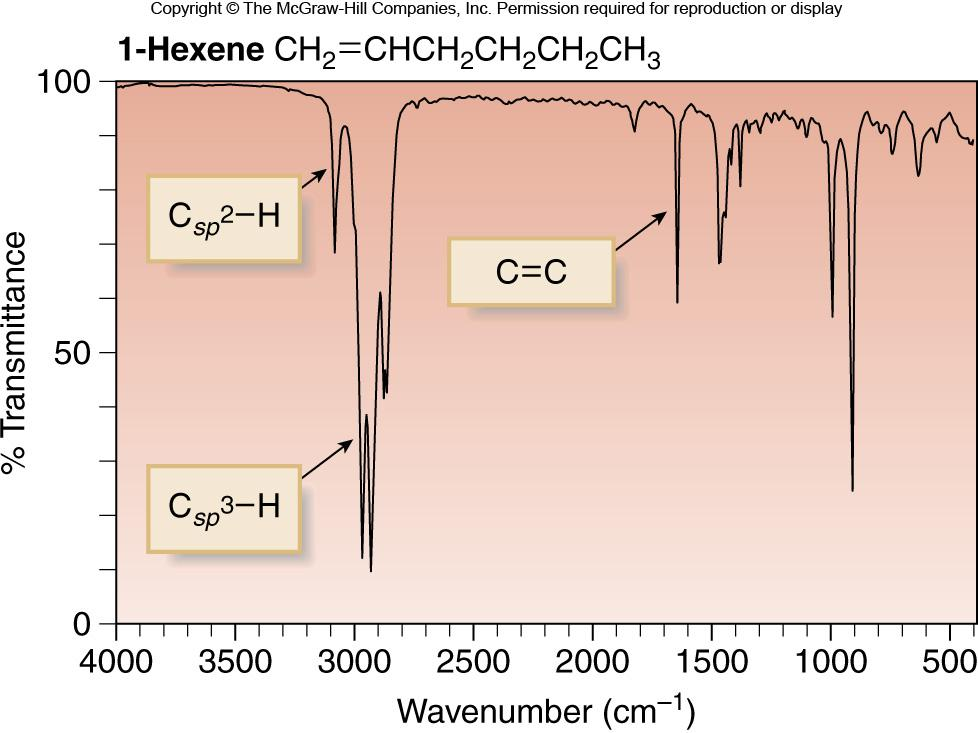 Copyright © The McGraw-Hill Companies, Inc. Permission required for reproduction or display
1-Hexene CH₂=CHCH₂CH₂CH₂CH₃
100
Csp²−H
C=C
% Transmittance
50
Csp³−H
0
4000 3500 3000 2500 2000 1500 1000 500
Wavenumber (cm⁻¹)